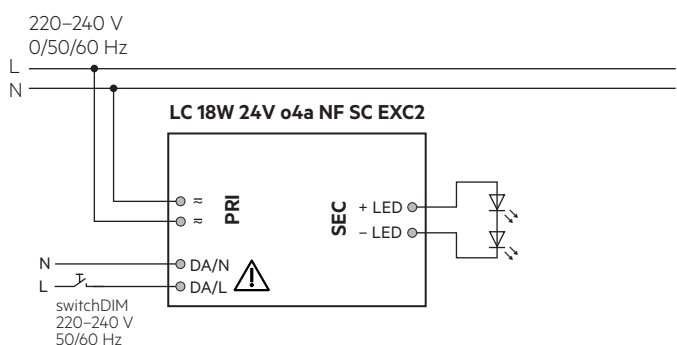 220–240 V
0/50/60 Hz
L
N
LC 18W 24V o4a NF SC EXC2
≂
≂
PRI
SEC
+ LED
– LED
N
DA/N
L
DA/L
switchDIM
220–240 V
50/60 Hz